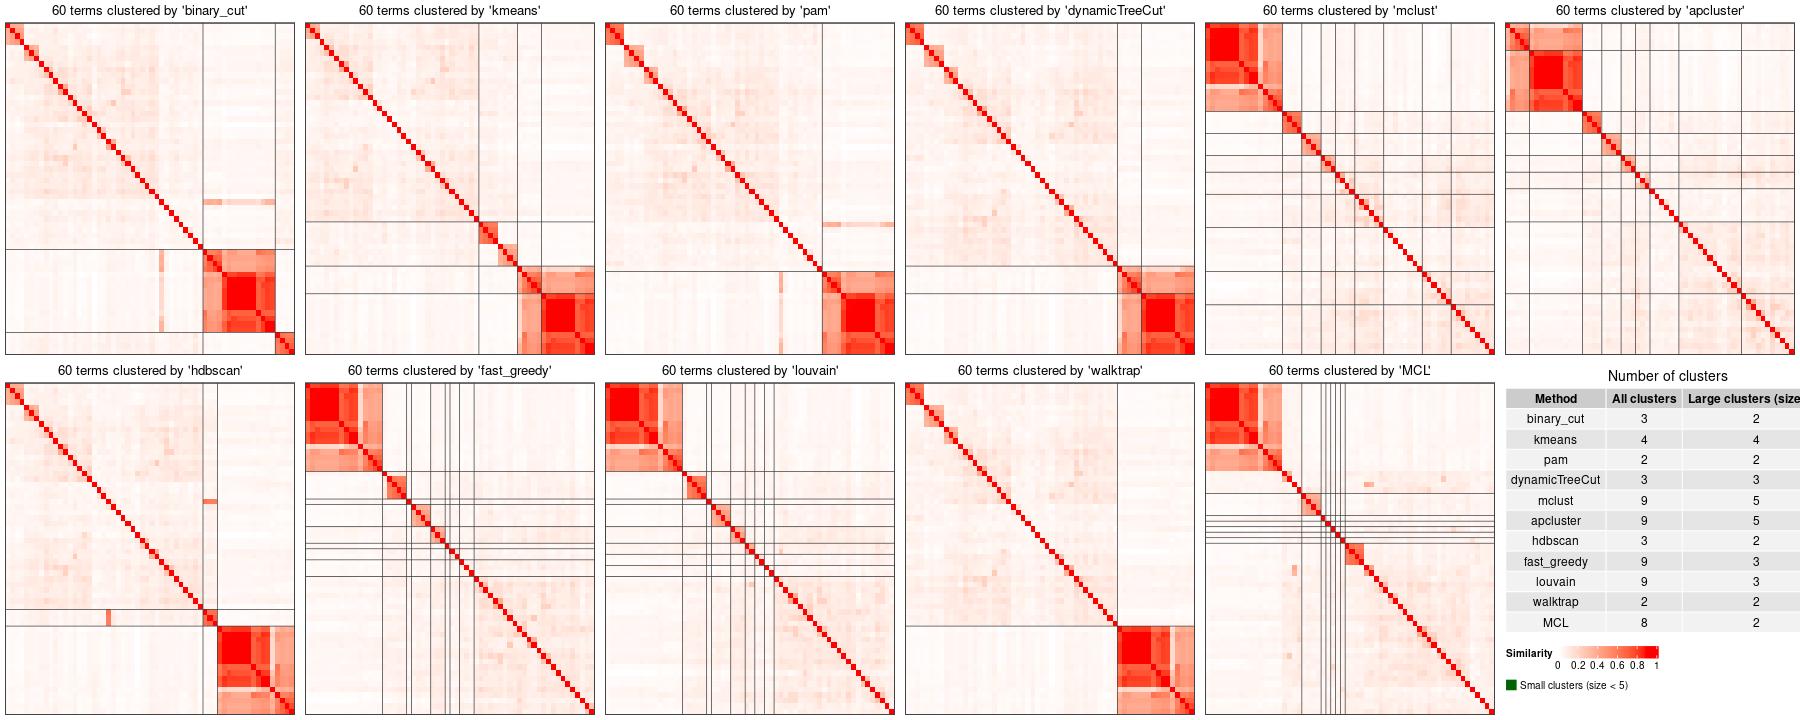 60 terms clustered by 'binary_cut'
60 terms clustered by 'kmeans'
60 terms clustered by 'pam'
60 terms clustered by 'dynamicTreeCut'
60 terms clustered by 'mclust'
60 terms clustered by 'apcluster'
60 terms clustered by 'hdbscan'
60 terms clustered by 'fast_greedy'
60 terms clustered by 'louvain'
60 terms clustered by 'walktrap'
60 terms clustered by 'MCL'
Number of clusters
Method All clusters Large clusters (size
binary_cut 3 2
kmeans 4 4
pam 2 2
dynamicTreeCut 3 3
mclust 9 5
apcluster 9 5
hdbscan 3 2
fast_greedy 9 3
louvain 9 3
walktrap 2 2
MCL 8 2
Similarity
0 0.2 0.4 0.6 0.8 1
Small clusters (size < 5)